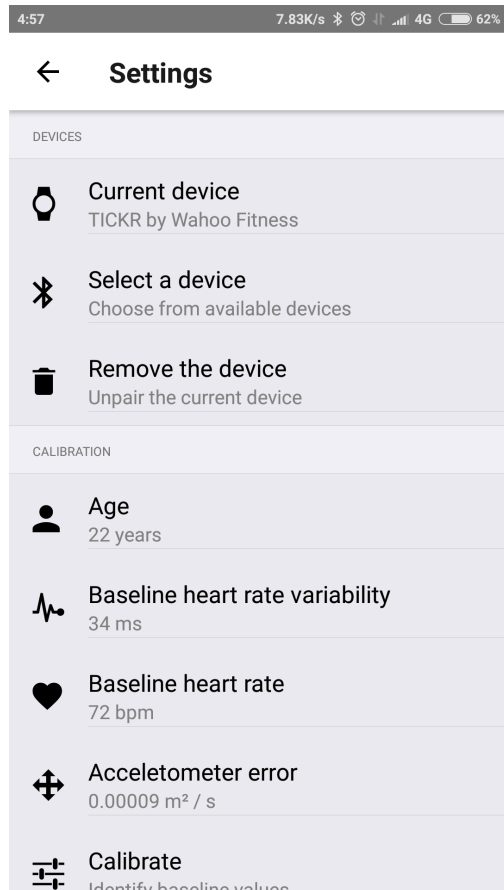 4:57 7.83K/s 4G 62%
Settings
DEVICES
Current device
TICKR by Wahoo Fitness
Select a device
Choose from available devices
Remove the device
Unpair the current device
CALIBRATION
Age
22 years
Baseline heart rate variability
34 ms
Baseline heart rate
72 bpm
Acceletometer error
0.00009 m² / s
Calibrate
Identify baseline values